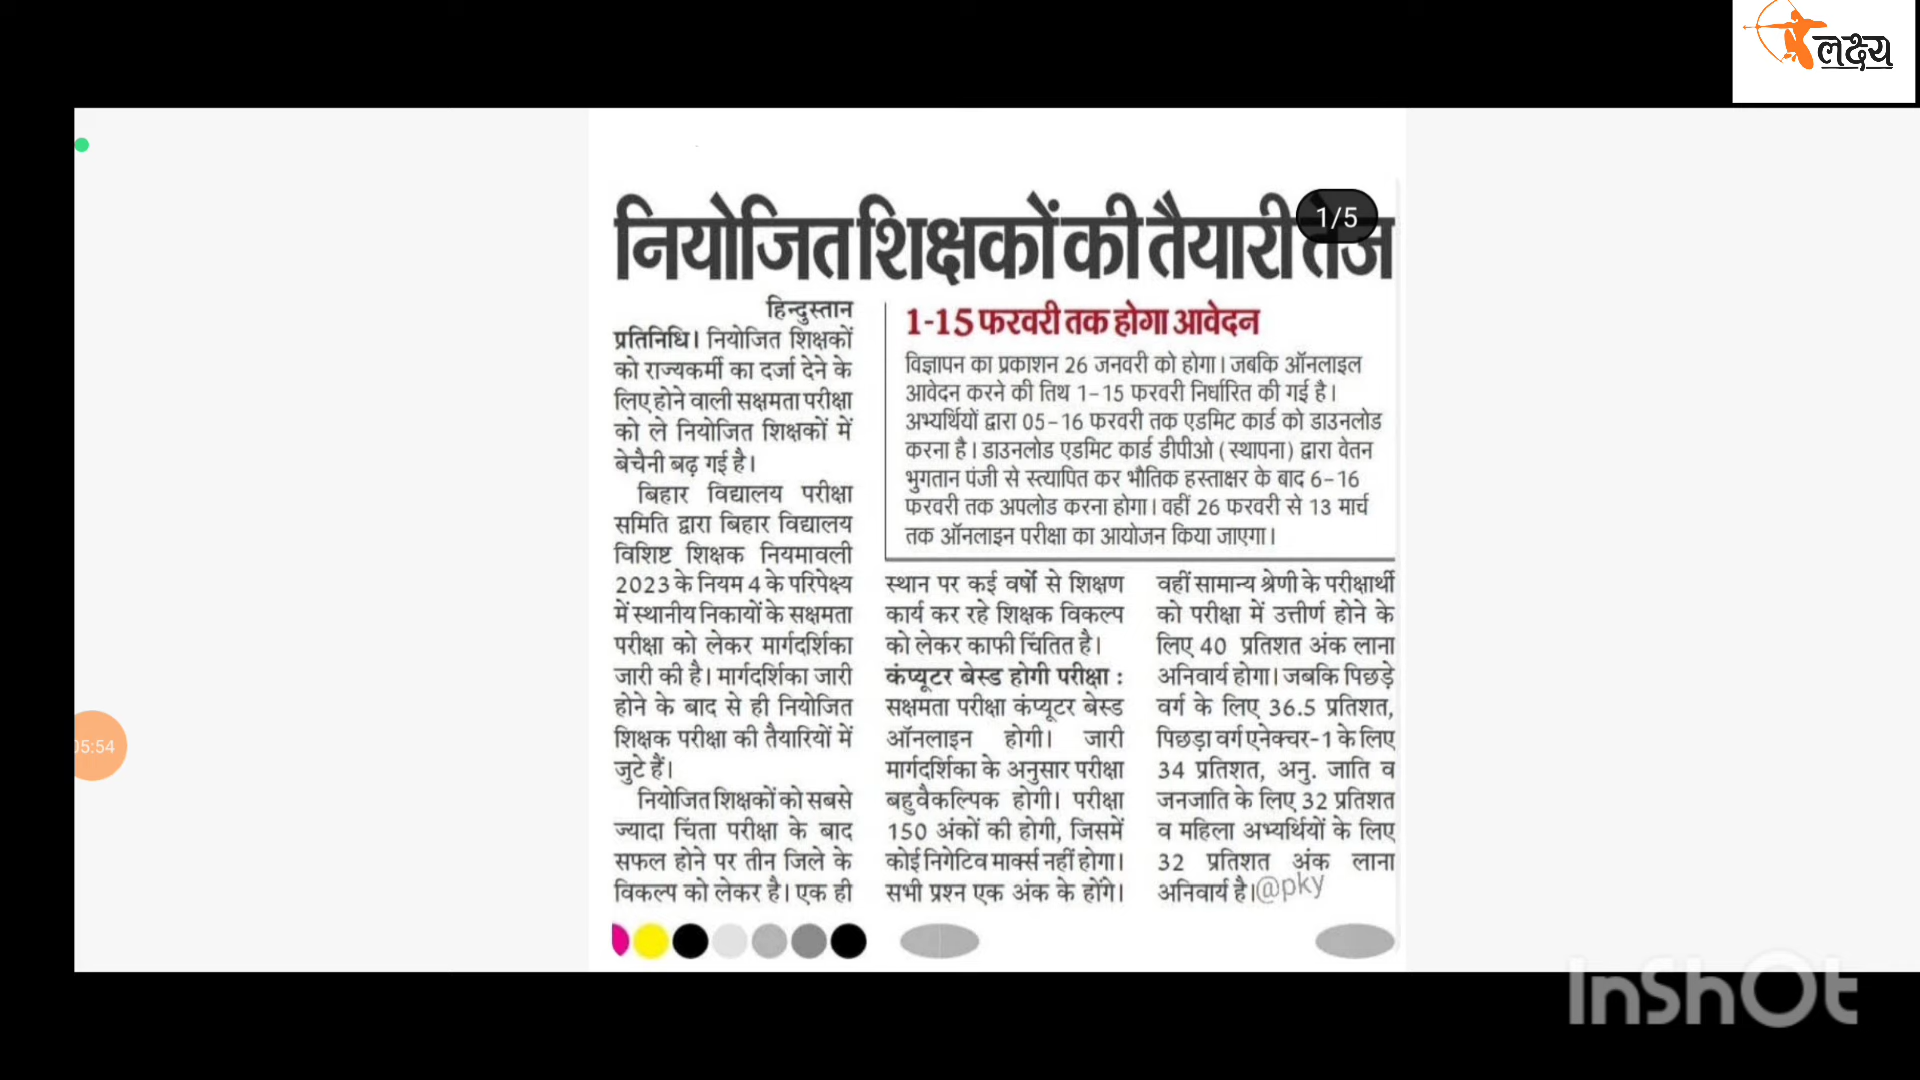 लक्ष्य
1/5
नियोजित शिक्षकों की तैयारी तेज
हिन्दुस्तान
प्रतिनिधि। नियोजित शिक्षकों
को राज्यकर्मी का दर्जा देने के
लिए होने वाली सक्षमता परीक्षा
को ले नियोजित शिक्षकों में
बेचैनी बढ़ गई है।
बिहार विद्यालय परीक्षा
समिति द्वारा बिहार विद्यालय
विशिष्ट शिक्षक नियमावली
2023 के नियम 4 के परिपेक्ष्य
में स्थानीय निकायों के सक्षमता
परीक्षा को लेकर मार्गदर्शिका
जारी की है। मार्गदर्शिका जारी
होने के बाद से ही नियोजित
शिक्षक परीक्षा की तैयारियों में
जुटे हैं।
नियोजित शिक्षकों को सबसे
ज्यादा चिंता परीक्षा के बाद
सफल होने पर तीन जिले के
विकल्प को लेकर है। एक ही
1-15 फरवरी तक होगा आवेदन
विज्ञापन का प्रकाशन 26 जनवरी को होगा। जबकि ऑनलाइल
आवेदन करने की तिथ 1-15 फरवरी निर्धारित की गई है।
अभ्यर्थियों द्वारा 05-16 फरवरी तक एडमिट कार्ड को डाउनलोड
करना है। डाउनलोड एडमिट कार्ड डीपीओ (स्थापना) द्वारा वेतन
भुगतान पंजी से स्त्यापित कर भौतिक हस्ताक्षर के बाद 6-16
फरवरी तक अपलोड करना होगा। वहीं 26 फरवरी से 13 मार्च
तक ऑनलाइन परीक्षा का आयोजन किया जाएगा।
स्थान पर कई वर्षों से शिक्षण
कार्य कर रहे शिक्षक विकल्प
को लेकर काफी चिंतित है।
कंप्यूटर बेस्ड होगी परीक्षा :
सक्षमता परीक्षा कंप्यूटर बेस्ड
ऑनलाइन होगी। जारी
मार्गदर्शिका के अनुसार परीक्षा
बहुवैकल्पिक होगी। परीक्षा
150 अंकों की होगी, जिसमें
कोई निगेटिव मार्क्स नहीं होगा।
सभी प्रश्न एक अंक के होंगे।
वहीं सामान्य श्रेणी के परीक्षार्थी
को परीक्षा में उत्तीर्ण होने के
लिए 40 प्रतिशत अंक लाना
अनिवार्य होगा। जबकि पिछड़े
वर्ग के लिए 36.5 प्रतिशत,
पिछड़ा वर्ग एनेक्चर-1 के लिए
34 प्रतिशत, अनु. जाति व
जनजाति के लिए 32 प्रतिशत
व महिला अभ्यर्थियों के लिए
32 प्रतिशत अंक लाना
अनिवार्य है। @pky
05:54
InShOt